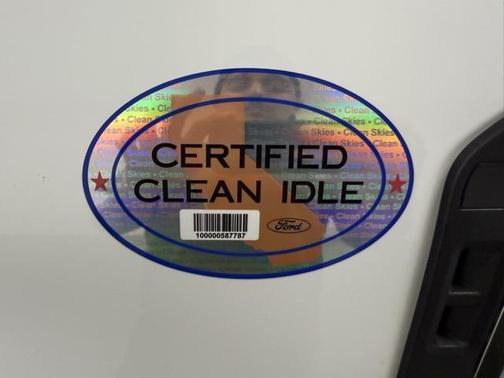 CERTIFIED
CLEAN IDLE
100000587787
Ford